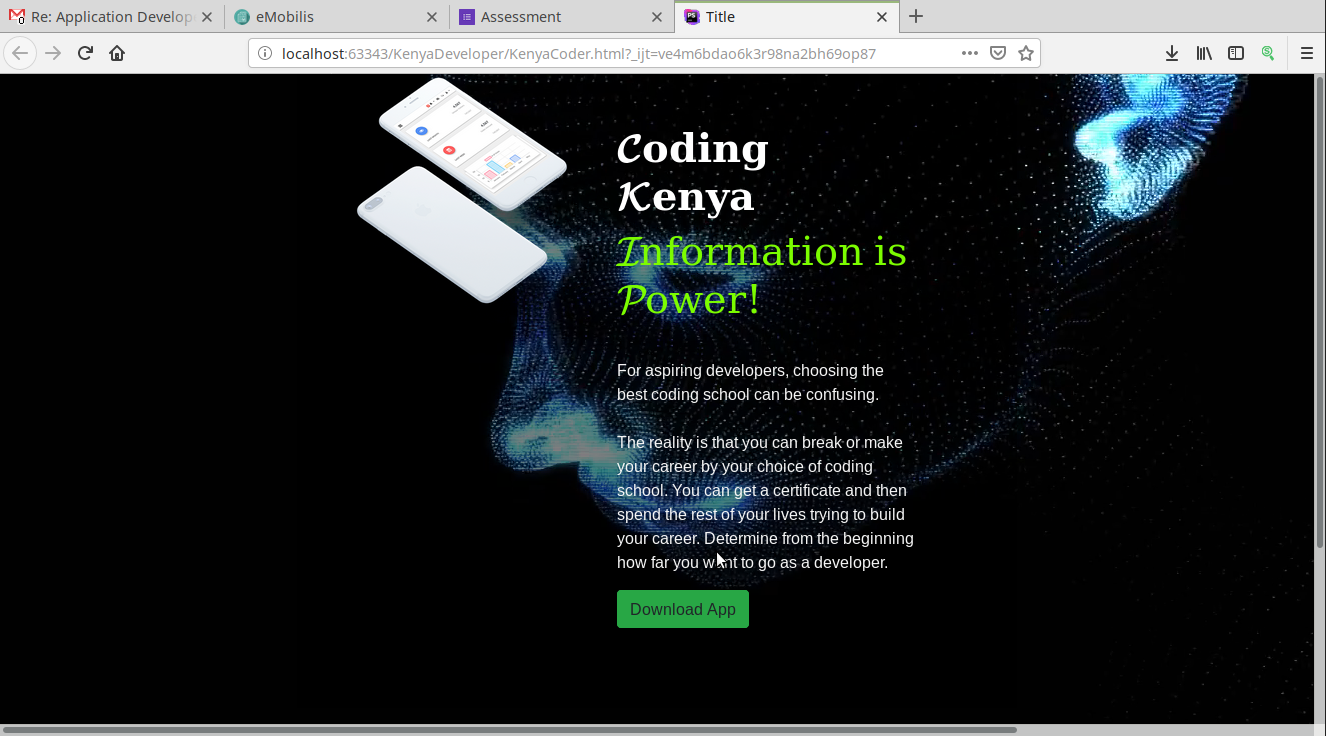 Re: Application Develop
eMobilis
Assessment
Title
localhost:63343/KenyaDeveloper/KenyaCoder.html?_ijt=ve4m6bdao6k3r98na2bh69op87
𝓒oding
𝓚enya
𝓘nformation is
𝓟ower!
For aspiring developers, choosing the
best coding school can be confusing.
The reality is that you can break or make
your career by your choice of coding
school. You can get a certificate and then
spend the rest of your lives trying to build
your career. Determine from the beginning
how far you want to go as a developer.
Download App